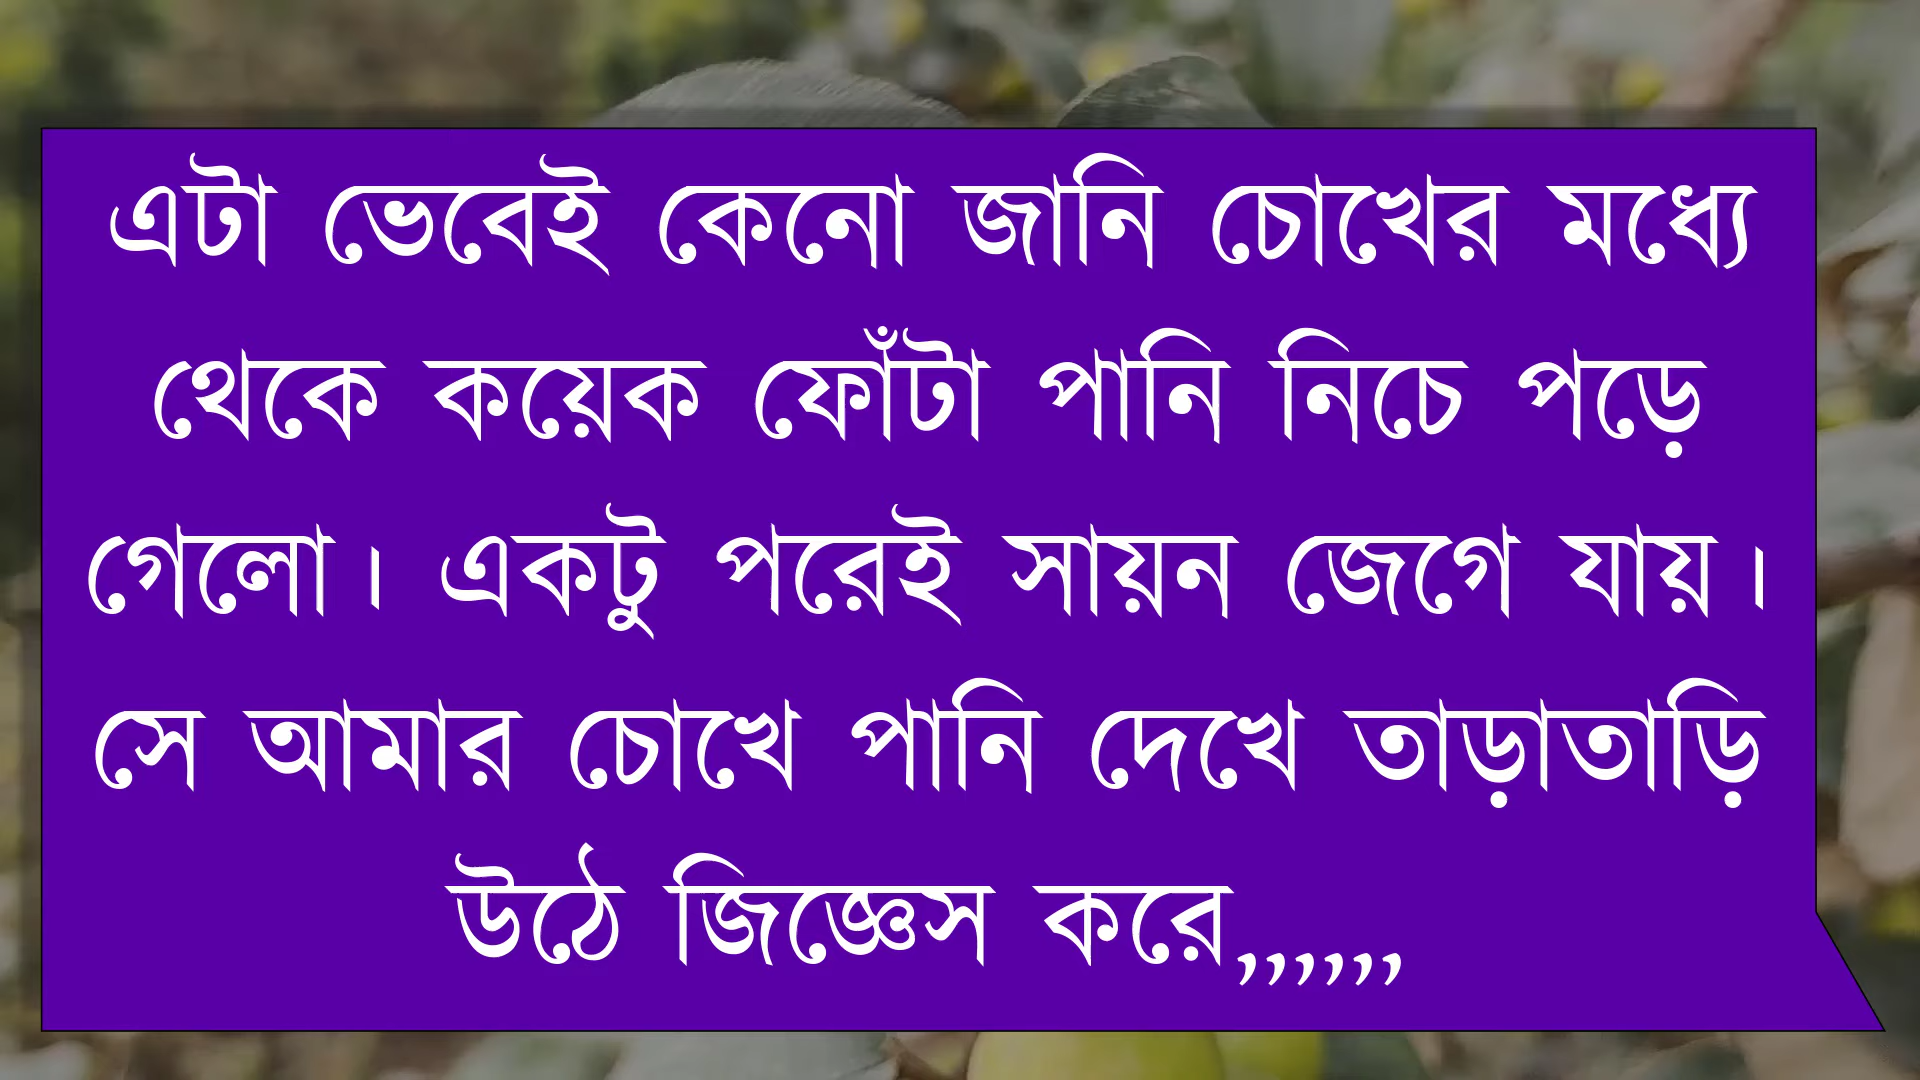 এটা ভেবেই কেনো জানি চোখের মধ্যে
থেকে কয়েক ফোঁটা পানি নিচে পড়ে
গেলো। একটু পরেই সায়ন জেগে যায়।
সে আমার চোখে পানি দেখে তাড়াতাড়ি
উঠে জিজ্ঞেস করে,,,,,,